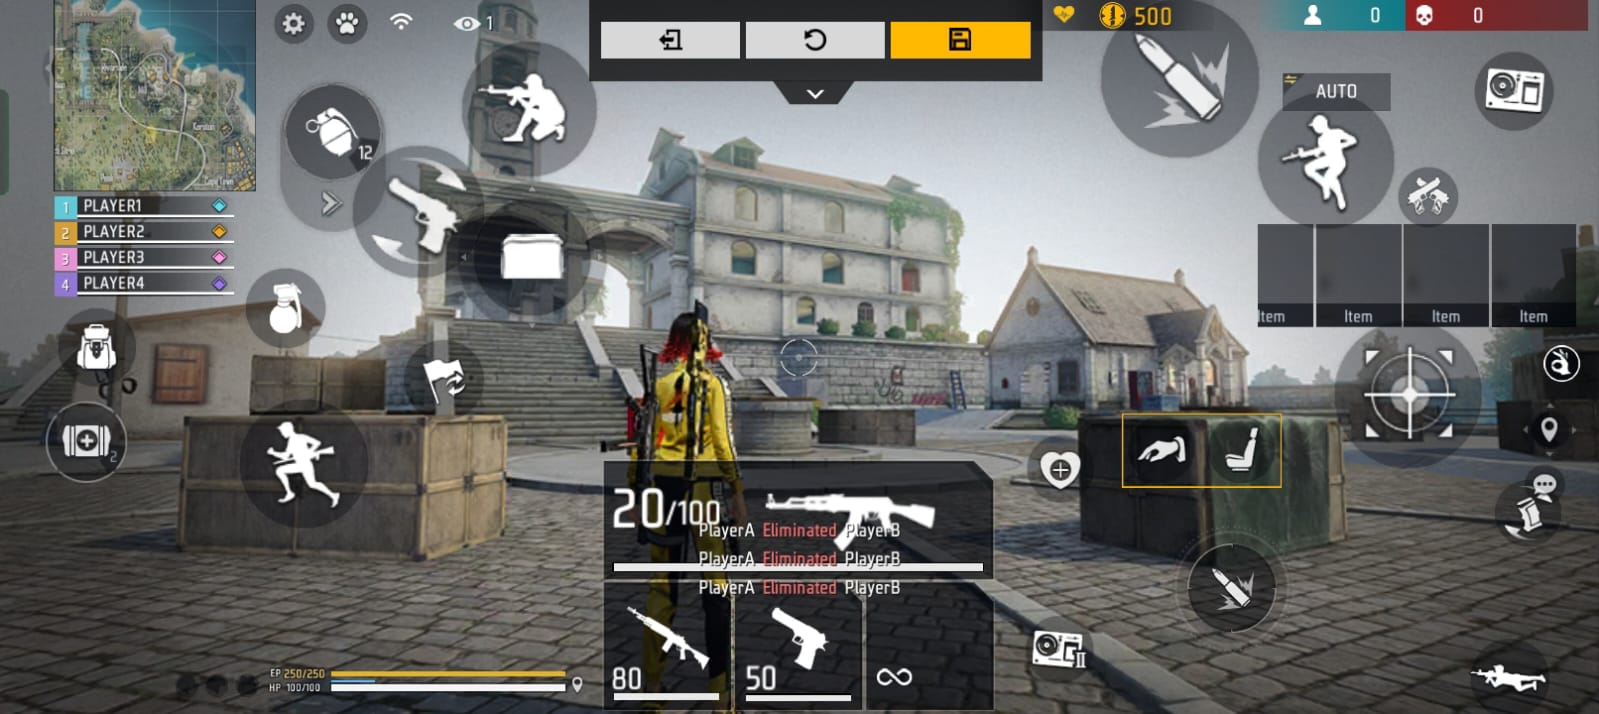 1
500
0
0
AUTO
12
1 PLAYER1
2 PLAYER2
3 PLAYER3
4 PLAYER4
Item
Item
Item
Item
2
20/100
PlayerA Eliminated PlayerB
PlayerA Eliminated PlayerB
PlayerA Eliminated PlayerB
80
50
∞
II
EP 250/250
HP 100/100